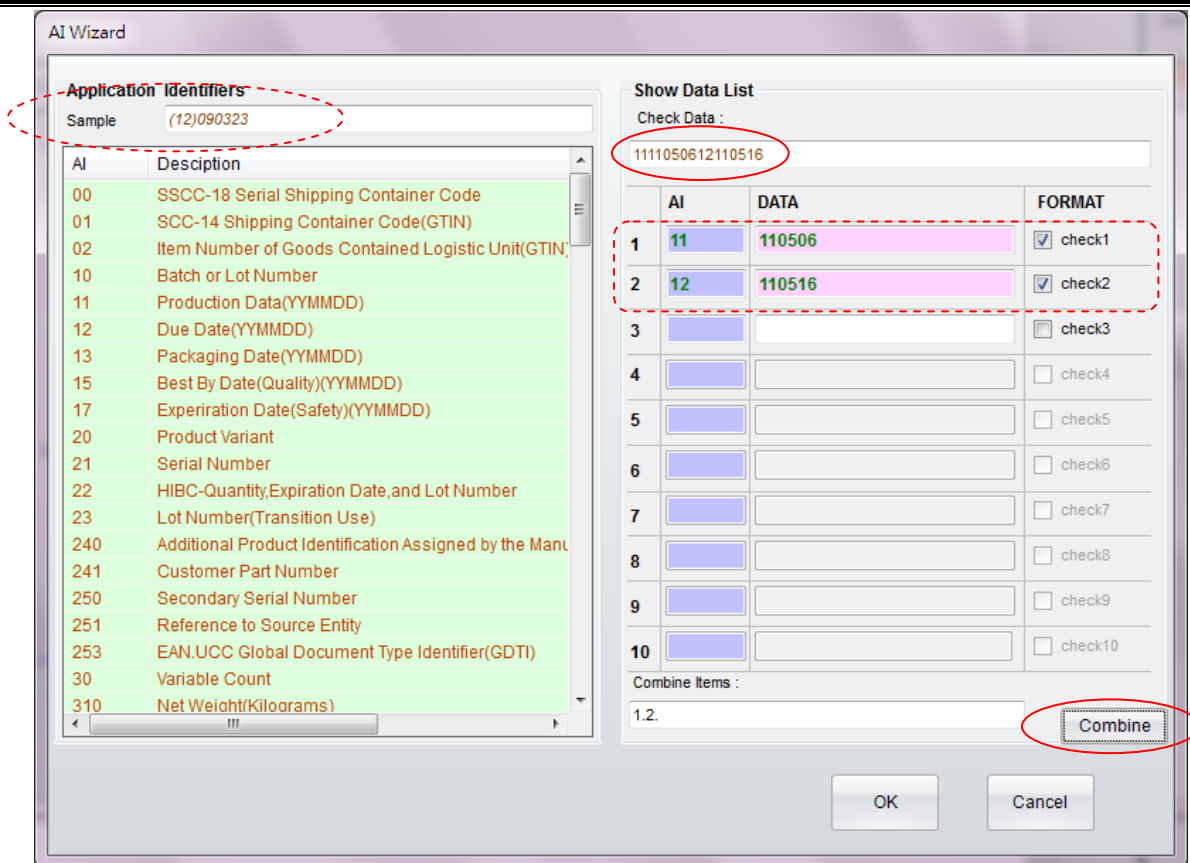 AI Wizard
Application Identifiers
Sample (12)090323
AI Desciption
00 SSCC-18 Serial Shipping Container Code
01 SCC-14 Shipping Container Code(GTIN)
02 Item Number of Goods Contained Logistic Unit(GTIN)
10 Batch or Lot Number
11 Production Data(YYMMDD)
12 Due Date(YYMMDD)
13 Packaging Date(YYMMDD)
15 Best By Date(Quality)(YYMMDD)
17 Experiration Date(Safety)(YYMMDD)
20 Product Variant
21 Serial Number
22 HIBC-Quantity,Expiration Date,and Lot Number
23 Lot Number(Transition Use)
240 Additional Product Identification Assigned by the Manu
241 Customer Part Number
250 Secondary Serial Number
251 Reference to Source Entity
253 EAN.UCC Global Document Type Identifier(GDTI)
30 Variable Count
310 Net Weight(Kilograms)
Show Data List
Check Data :
1111050612110516
AI DATA FORMAT
1 11 110506 check1
2 12 110516 check2
3 check3
4 check4
5 check5
6 check6
7 check7
8 check8
9 check9
10 check10
Combine Items :
1.2.
Combine
OK Cancel